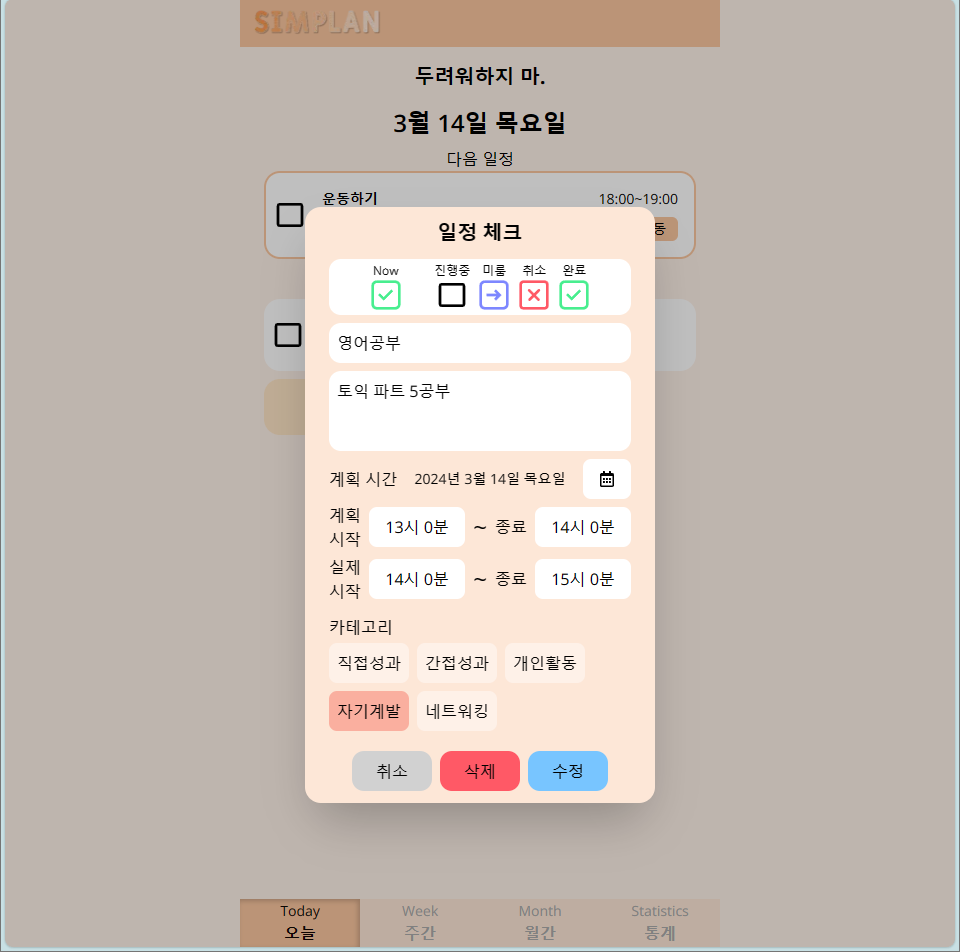 SIMPLAN
두려워하지 마.
3월 14일 목요일
다음 일정
운동하기 18:00~19:00
동
일정 체크
Now 진행중 미룸 취소 완료
영어공부
토익 파트 5공부
계획 시간 2024년 3월 14일 목요일
계획 시작 13시 0분 ~ 종료 14시 0분
실제 시작 14시 0분 ~ 종료 15시 0분
카테고리
직접성과 간접성과 개인활동
자기계발 네트워킹
취소 삭제 수정
Today Week Month Statistics
오늘 주간 월간 통계